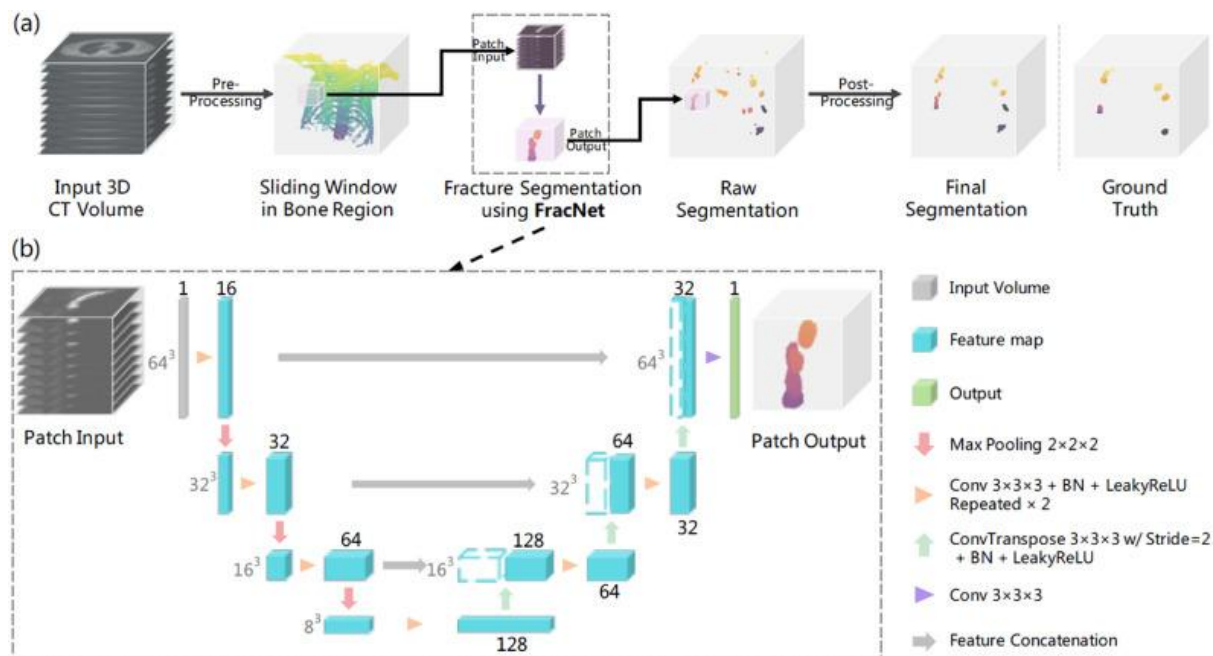 (a)
Pre-
Processing
Patch
Input
Patch
Output
Post-
Processing
Input 3D
CT Volume
Sliding Window
in Bone Region
Fracture Segmentation
using FracNet
Raw
Segmentation
Final
Segmentation
Ground
Truth
(b)
1
16
64³
Patch Input
32³
32
16³
64
8³
128
16³
128
64
32³
64
32
64³
32
1
Patch Output
Input Volume
Feature map
Output
Max Pooling 2×2×2
Conv 3×3×3 + BN + LeakyReLU
Repeated × 2
ConvTranspose 3×3×3 w/ Stride=2
+ BN + LeakyReLU
Conv 3×3×3
Feature Concatenation